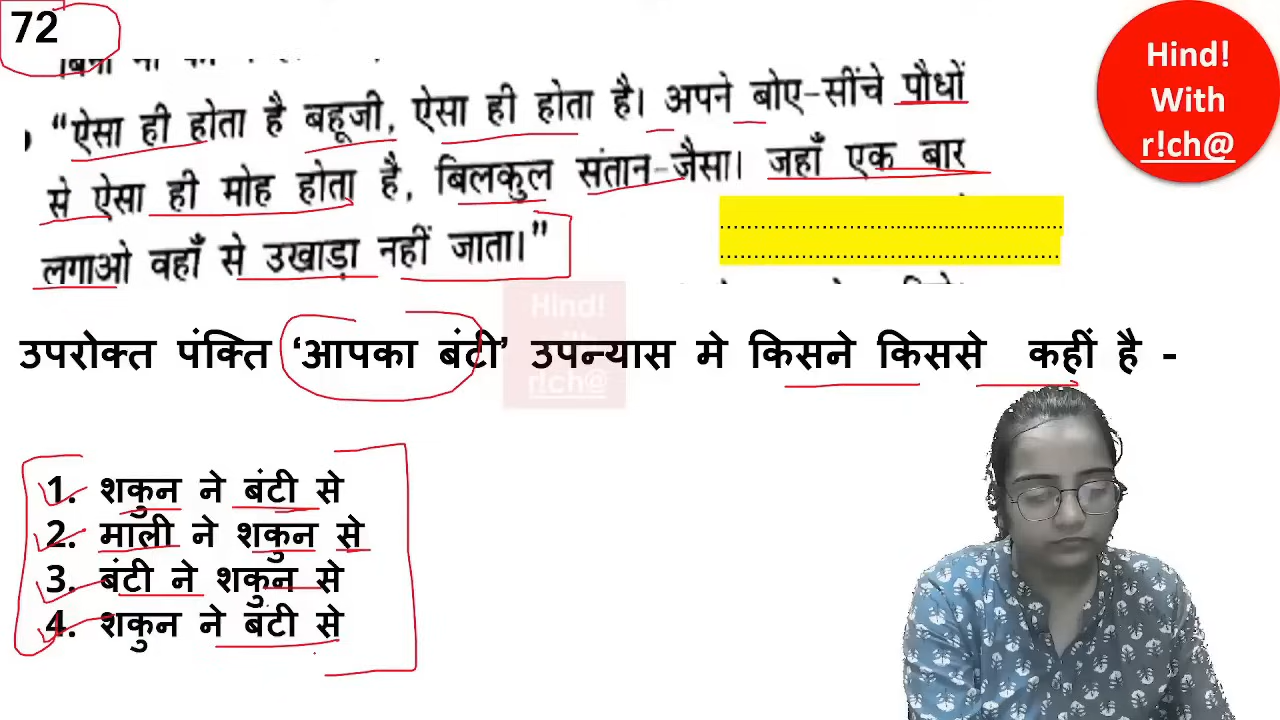 72
Hind!
With
r!ch@
“ऐसा ही होता है बहूजी, ऐसा ही होता है। अपने बोए-सींचे पौधों
से ऐसा ही मोह होता है, बिलकुल संतान-जैसा। जहाँ एक बार
लगाओ वहाँ से उखाड़ा नहीं जाता।”
उपरोक्त पंक्ति ‘आपका बंटी’ उपन्यास मे किसने किससे कहीं है -
1. शकुन ने बंटी से
2. माली ने शकुन से
3. बंटी ने शकुन से
4. शकुन ने बंटी से